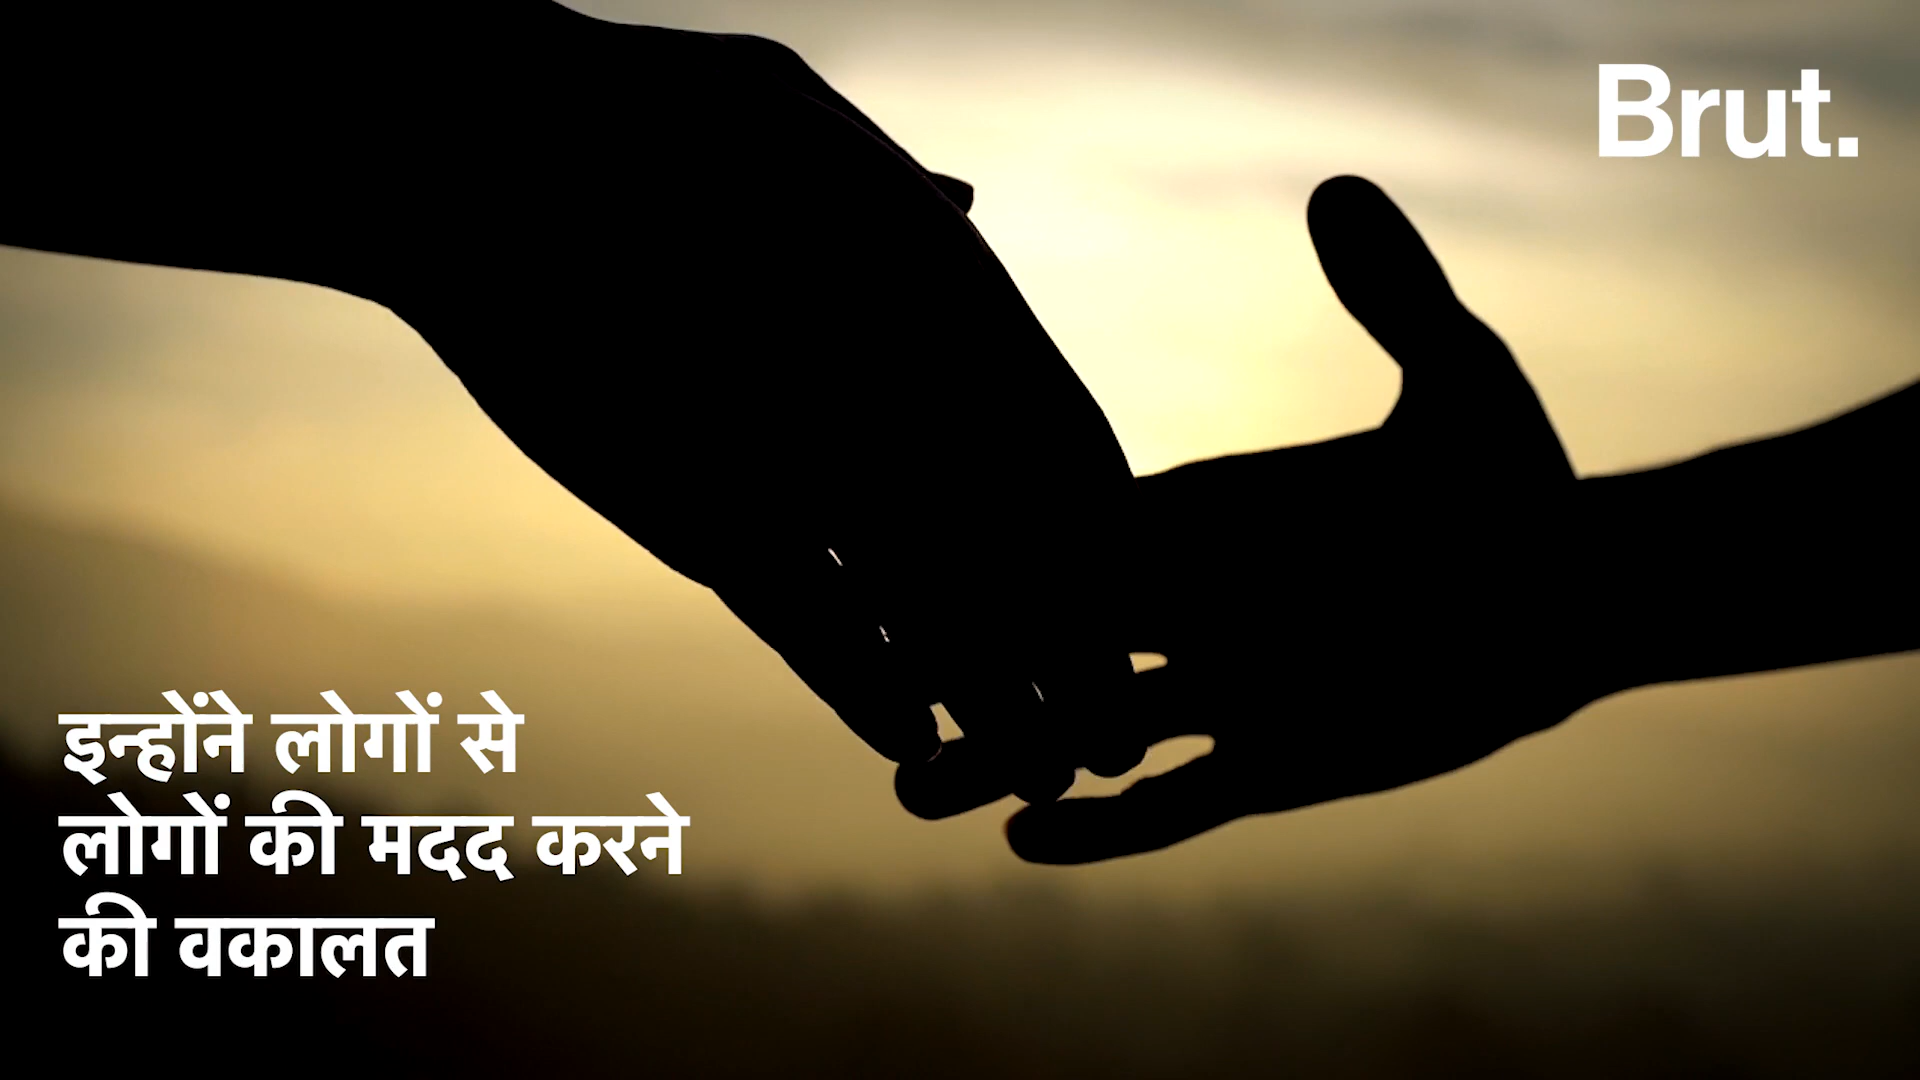 Brut.
इन्होंने लोगों से
लोगों की मदद करने
की वकालत